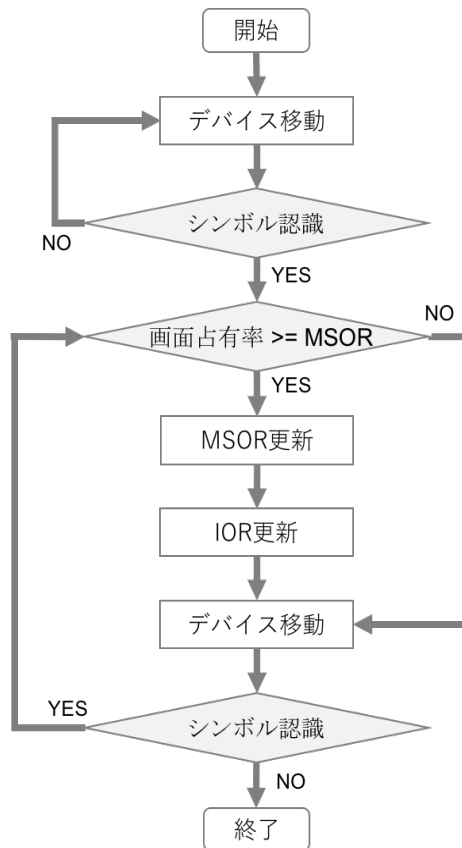 開始
デバイス移動
シンボル認識
NO
YES
画面占有率 >= MSOR
NO
YES
MSOR更新
IOR更新
デバイス移動
シンボル認識
YES
NO
終了